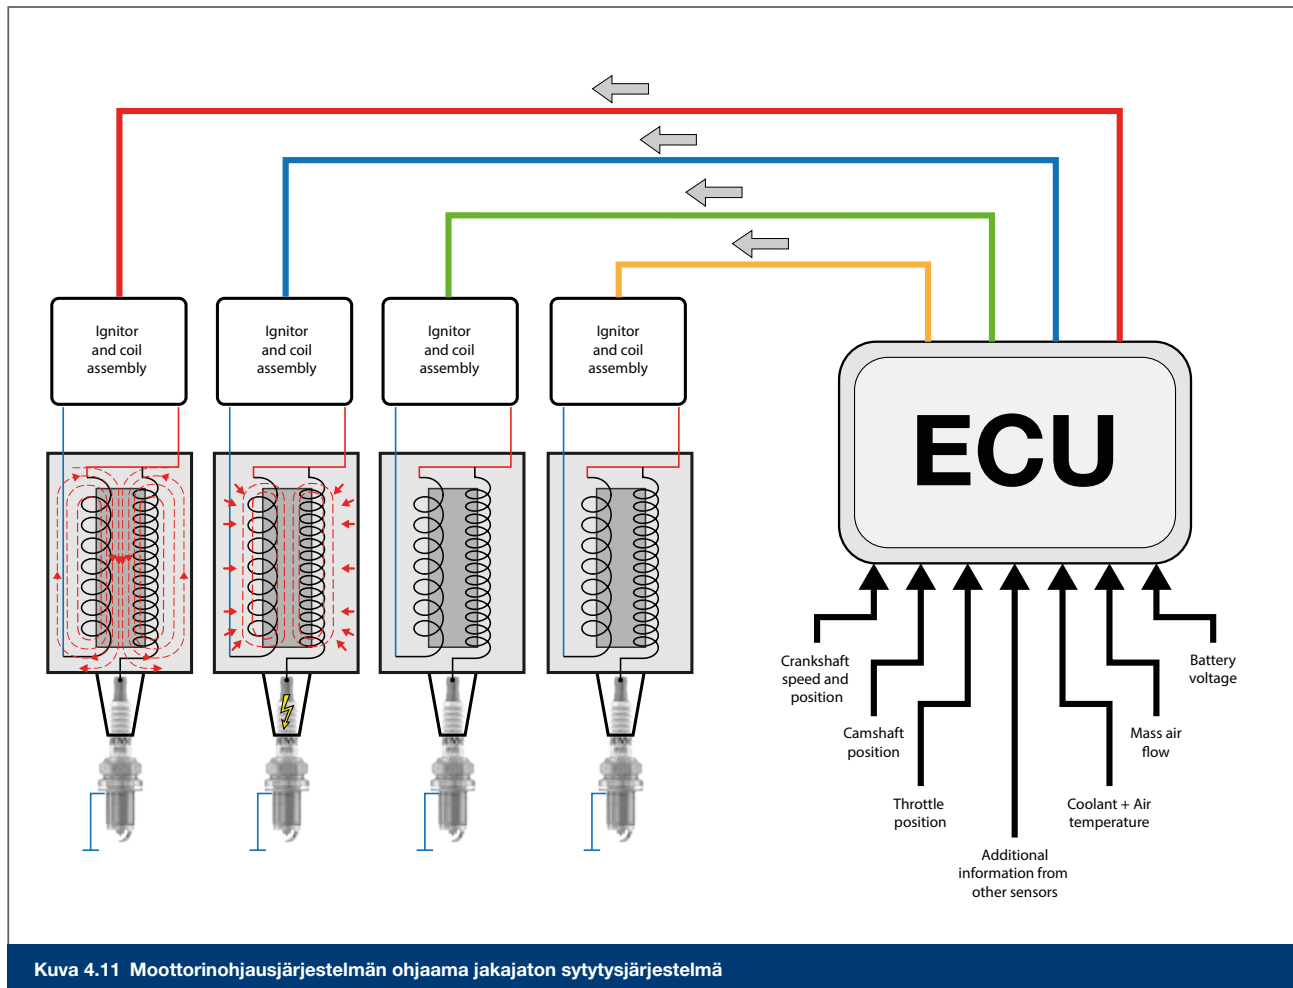 Ignitor
and coil
assembly
Ignitor
and coil
assembly
Ignitor
and coil
assembly
Ignitor
and coil
assembly
ECU
Crankshaft
speed and
position
Camshaft
position
Throttle
position
Additional
information from
other sensors
Coolant + Air
temperature
Mass air
flow
Battery
voltage
Kuva 4.11 Moottorinohjausjärjestelmän ohjaama jakajaton sytytysjärjestelmä